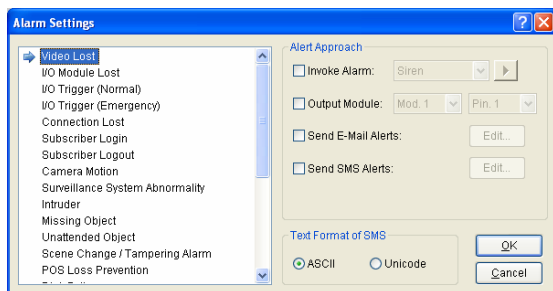 Alarm Settings
Video Lost
I/O Module Lost
I/O Trigger (Normal)
I/O Trigger (Emergency)
Connection Lost
Subscriber Login
Subscriber Logout
Camera Motion
Surveillance System Abnormality
Intruder
Missing Object
Unattended Object
Scene Change / Tampering Alarm
POS Loss Prevention
Alert Approach
Invoke Alarm: Siren
Output Module: Mod. 1 Pin. 1
Send E-Mail Alerts: Edit...
Send SMS Alerts: Edit...
Text Format of SMS
ASCII Unicode
OK
Cancel